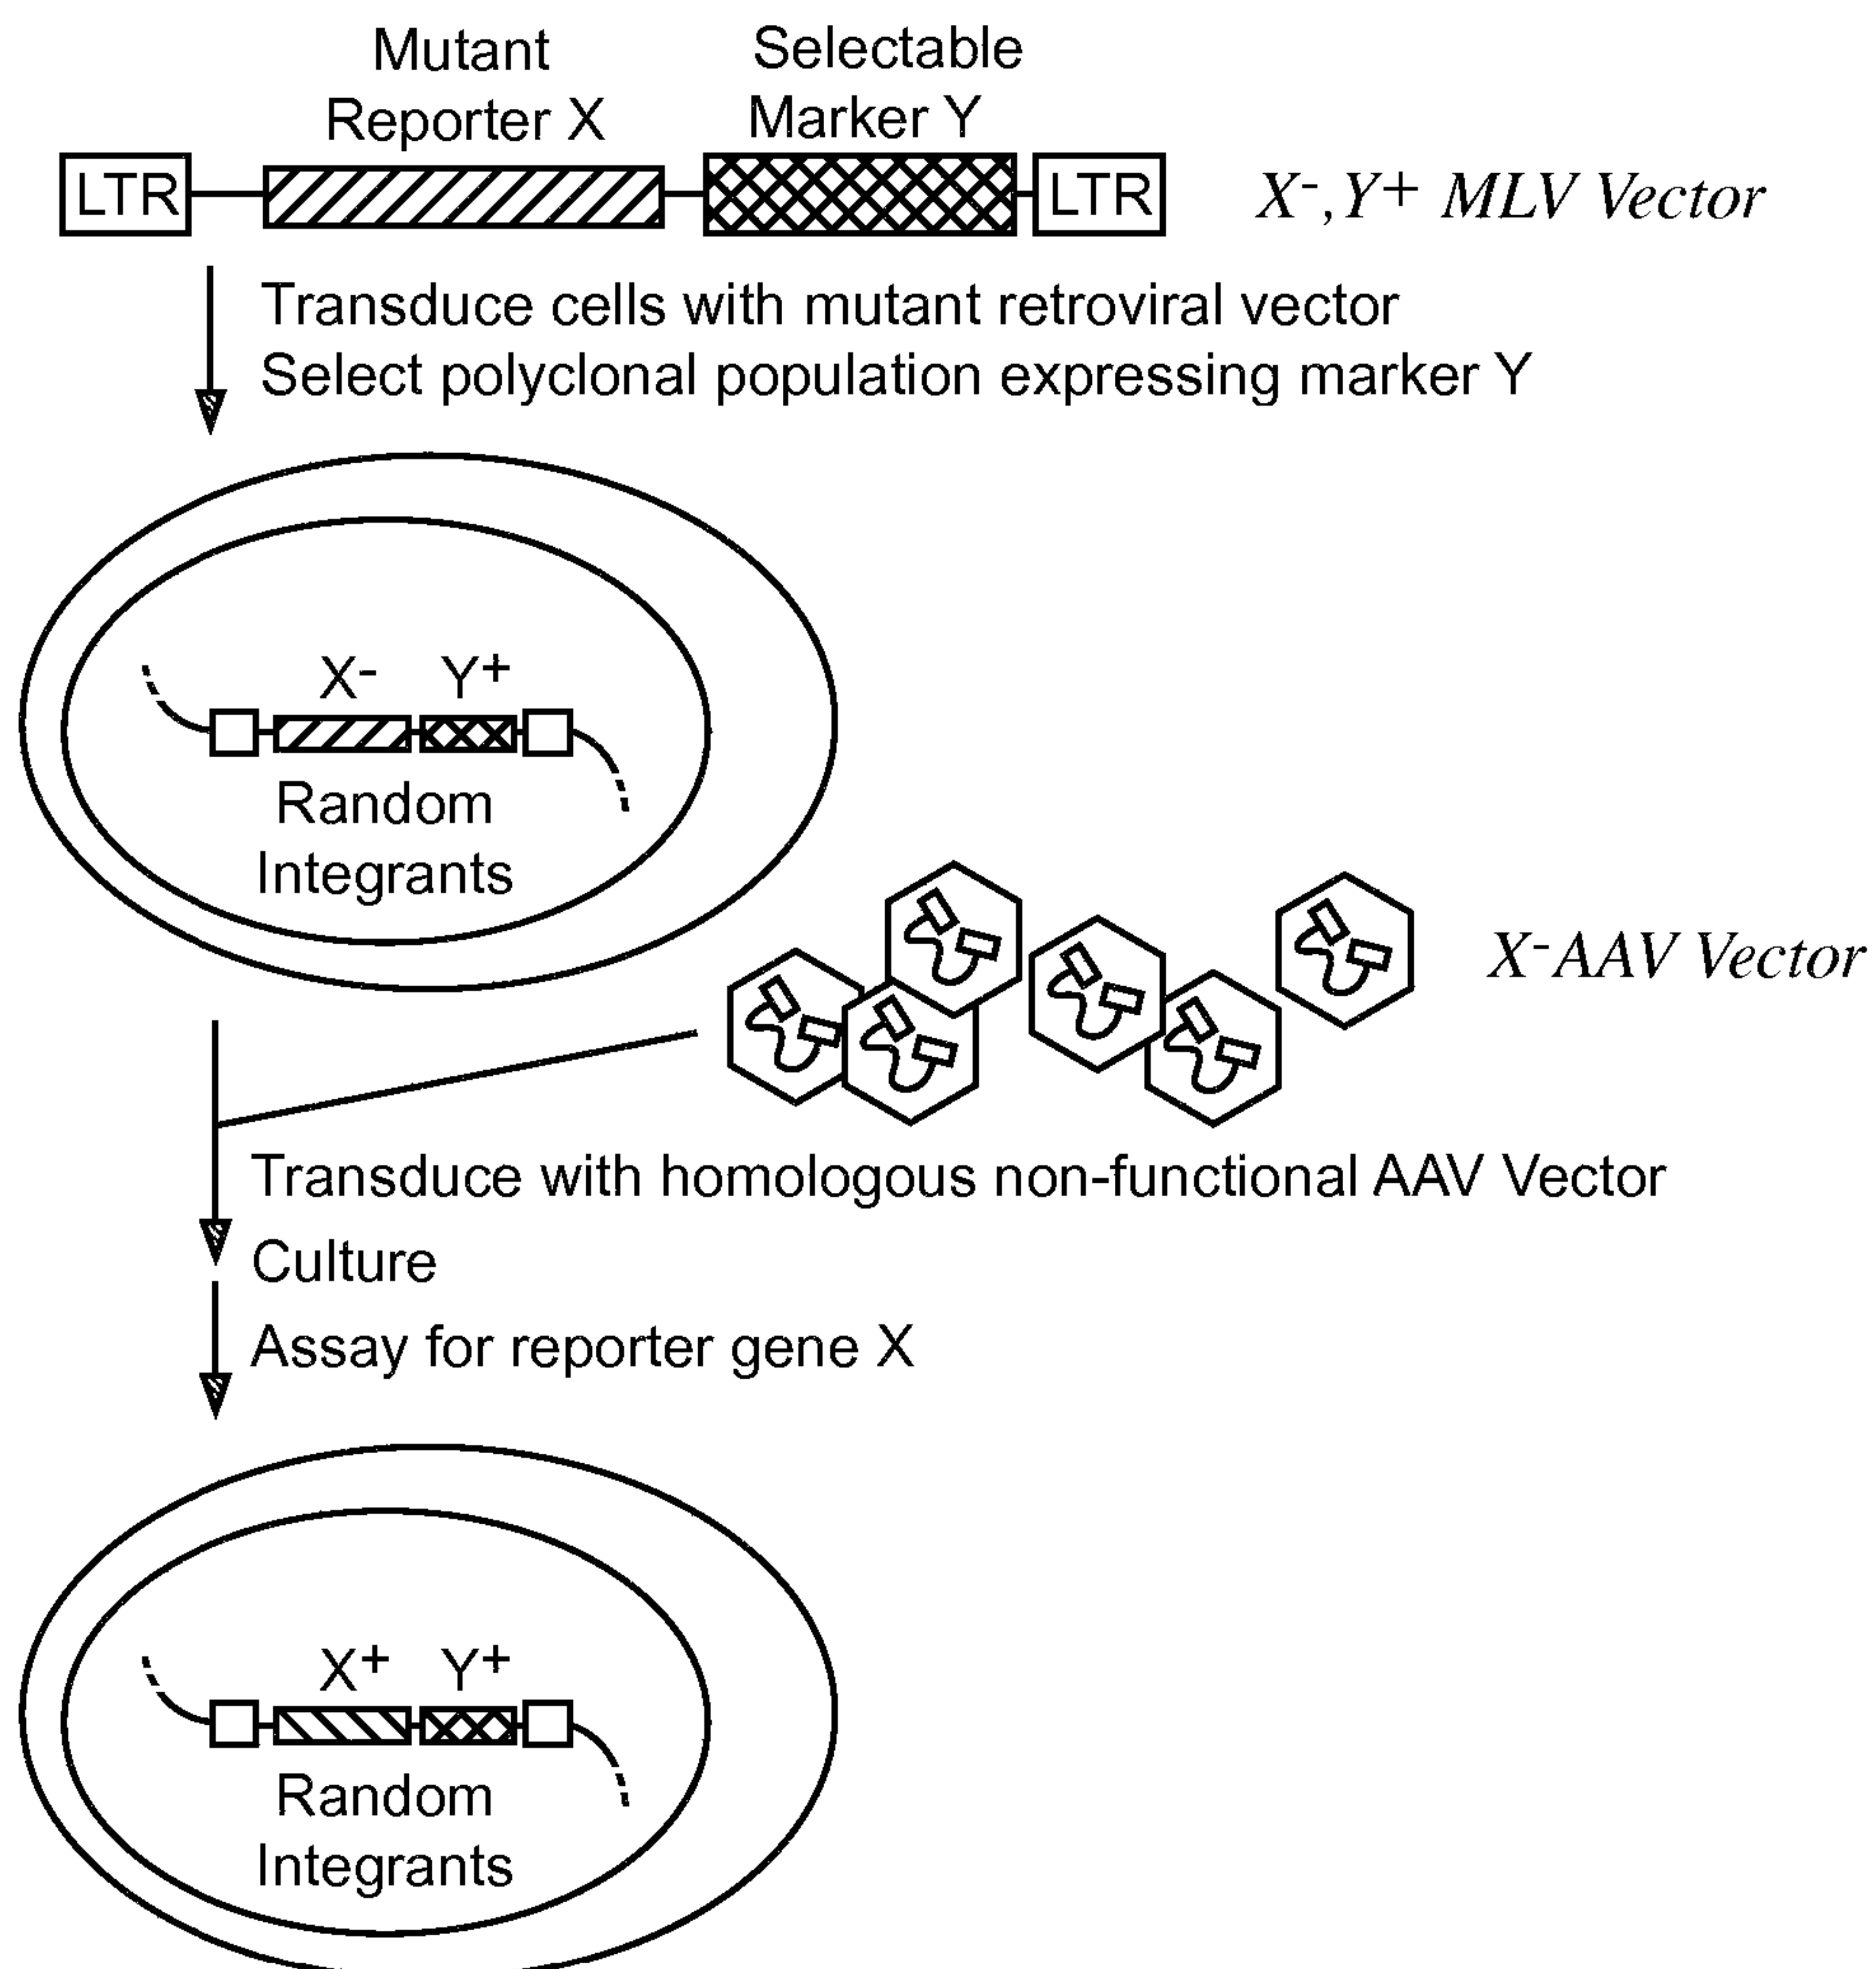 Mutant
Reporter X
Selectable
Marker Y
LTR
LTR
X⁻, Y⁺ MLV Vector
Transduce cells with mutant retroviral vector
Select polyclonal population expressing marker Y
X⁻ Y⁺
Random
Integrants
X⁻AAV Vector
Transduce with homologous non-functional AAV Vector
Culture
Assay for reporter gene X
X⁺ Y⁺
Random
Integrants